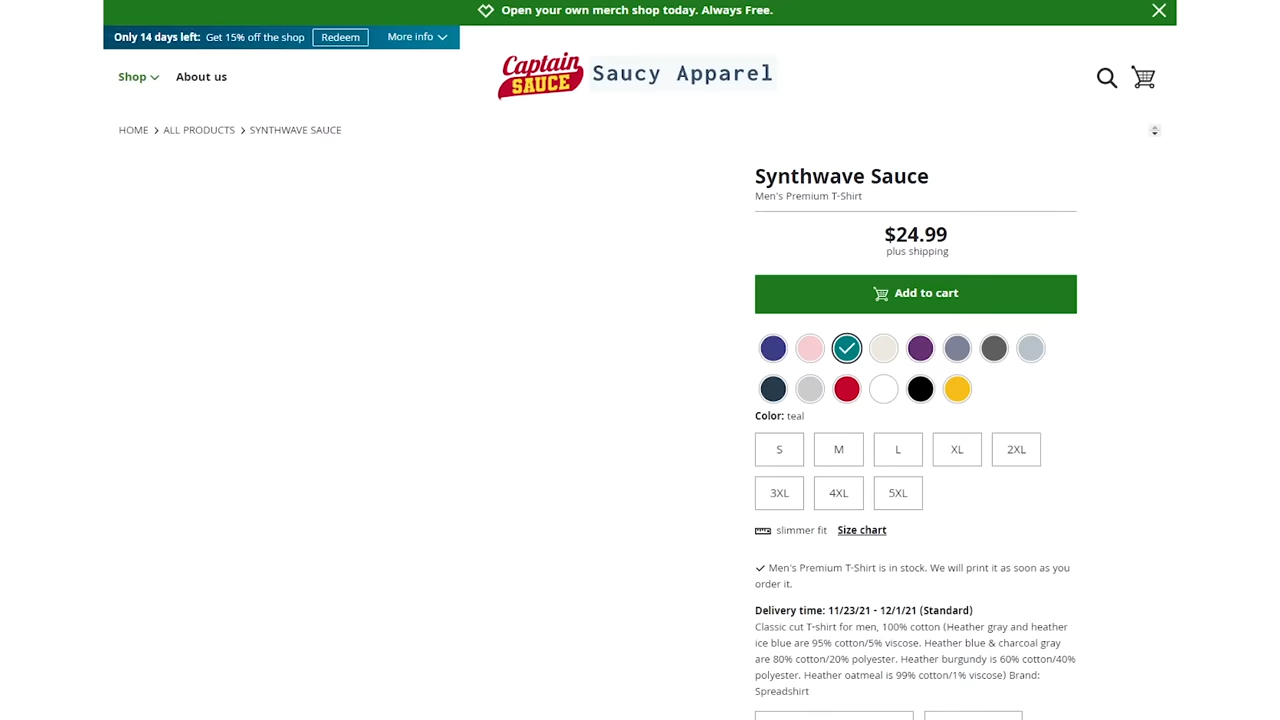 Open your own merch shop today. Always Free.
Only 14 days left: Get 15% off the shop Redeem More info
Shop About us
Captain SAUCE Saucy Apparel
HOME > ALL PRODUCTS > SYNTHWAVE SAUCE
Synthwave Sauce
Men's Premium T-Shirt
$24.99
plus shipping
Add to cart
Color: teal
S M L XL 2XL
3XL 4XL 5XL
slimmer fit Size chart
Men's Premium T-Shirt is in stock. We will print it as soon as you
order it.
Delivery time: 11/23/21 - 12/1/21 (Standard)
Classic cut T-shirt for men, 100% cotton (Heather gray and heather
ice blue are 95% cotton/5% viscose. Heather blue & charcoal gray
are 80% cotton/20% polyester. Heather burgundy is 60% cotton/40%
polyester. Heather oatmeal is 99% cotton/1% viscose) Brand:
Spreadshirt